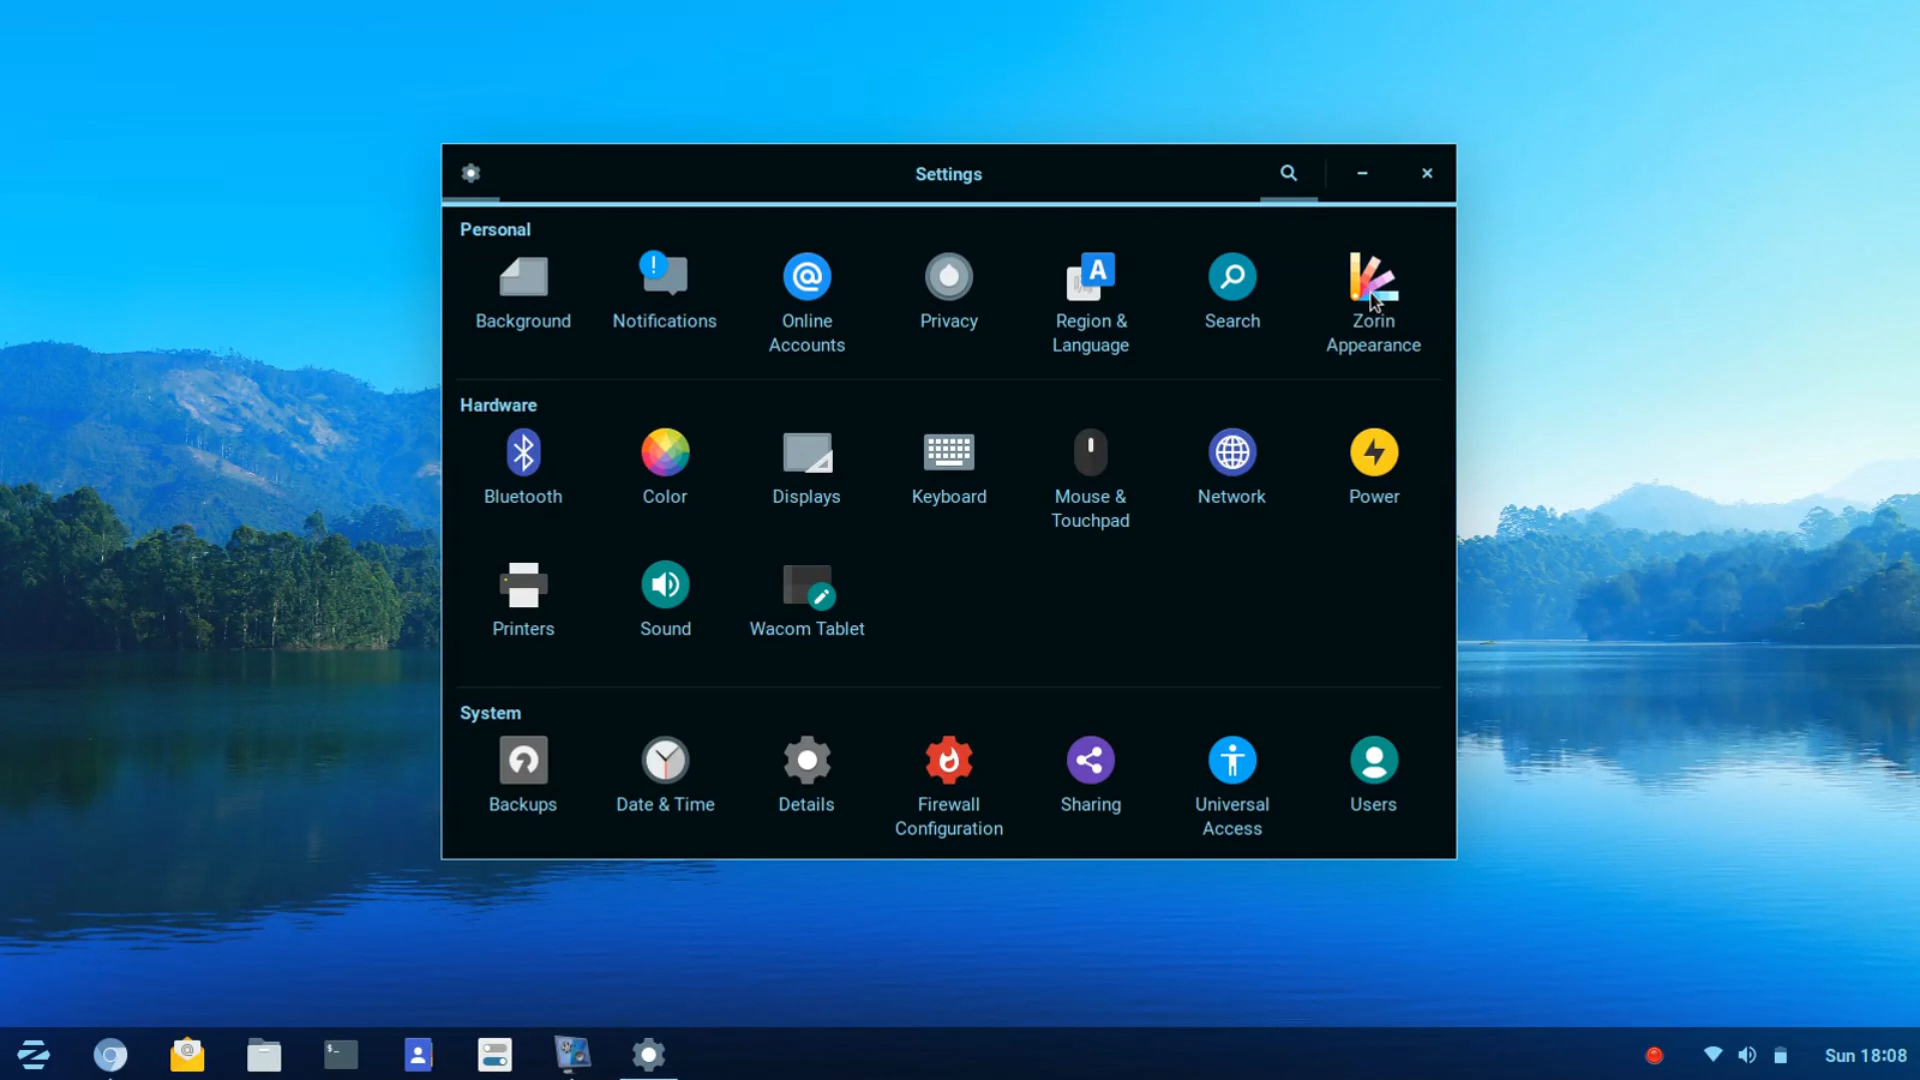 Settings
Personal
Background
Notifications
Online
Accounts
Privacy
Region &
Language
Search
Zorin
Appearance
Hardware
Bluetooth
Color
Displays
Keyboard
Mouse &
Touchpad
Network
Power
Printers
Sound
Wacom Tablet
System
Backups
Date & Time
Details
Firewall
Configuration
Sharing
Universal
Access
Users
Sun 18:08